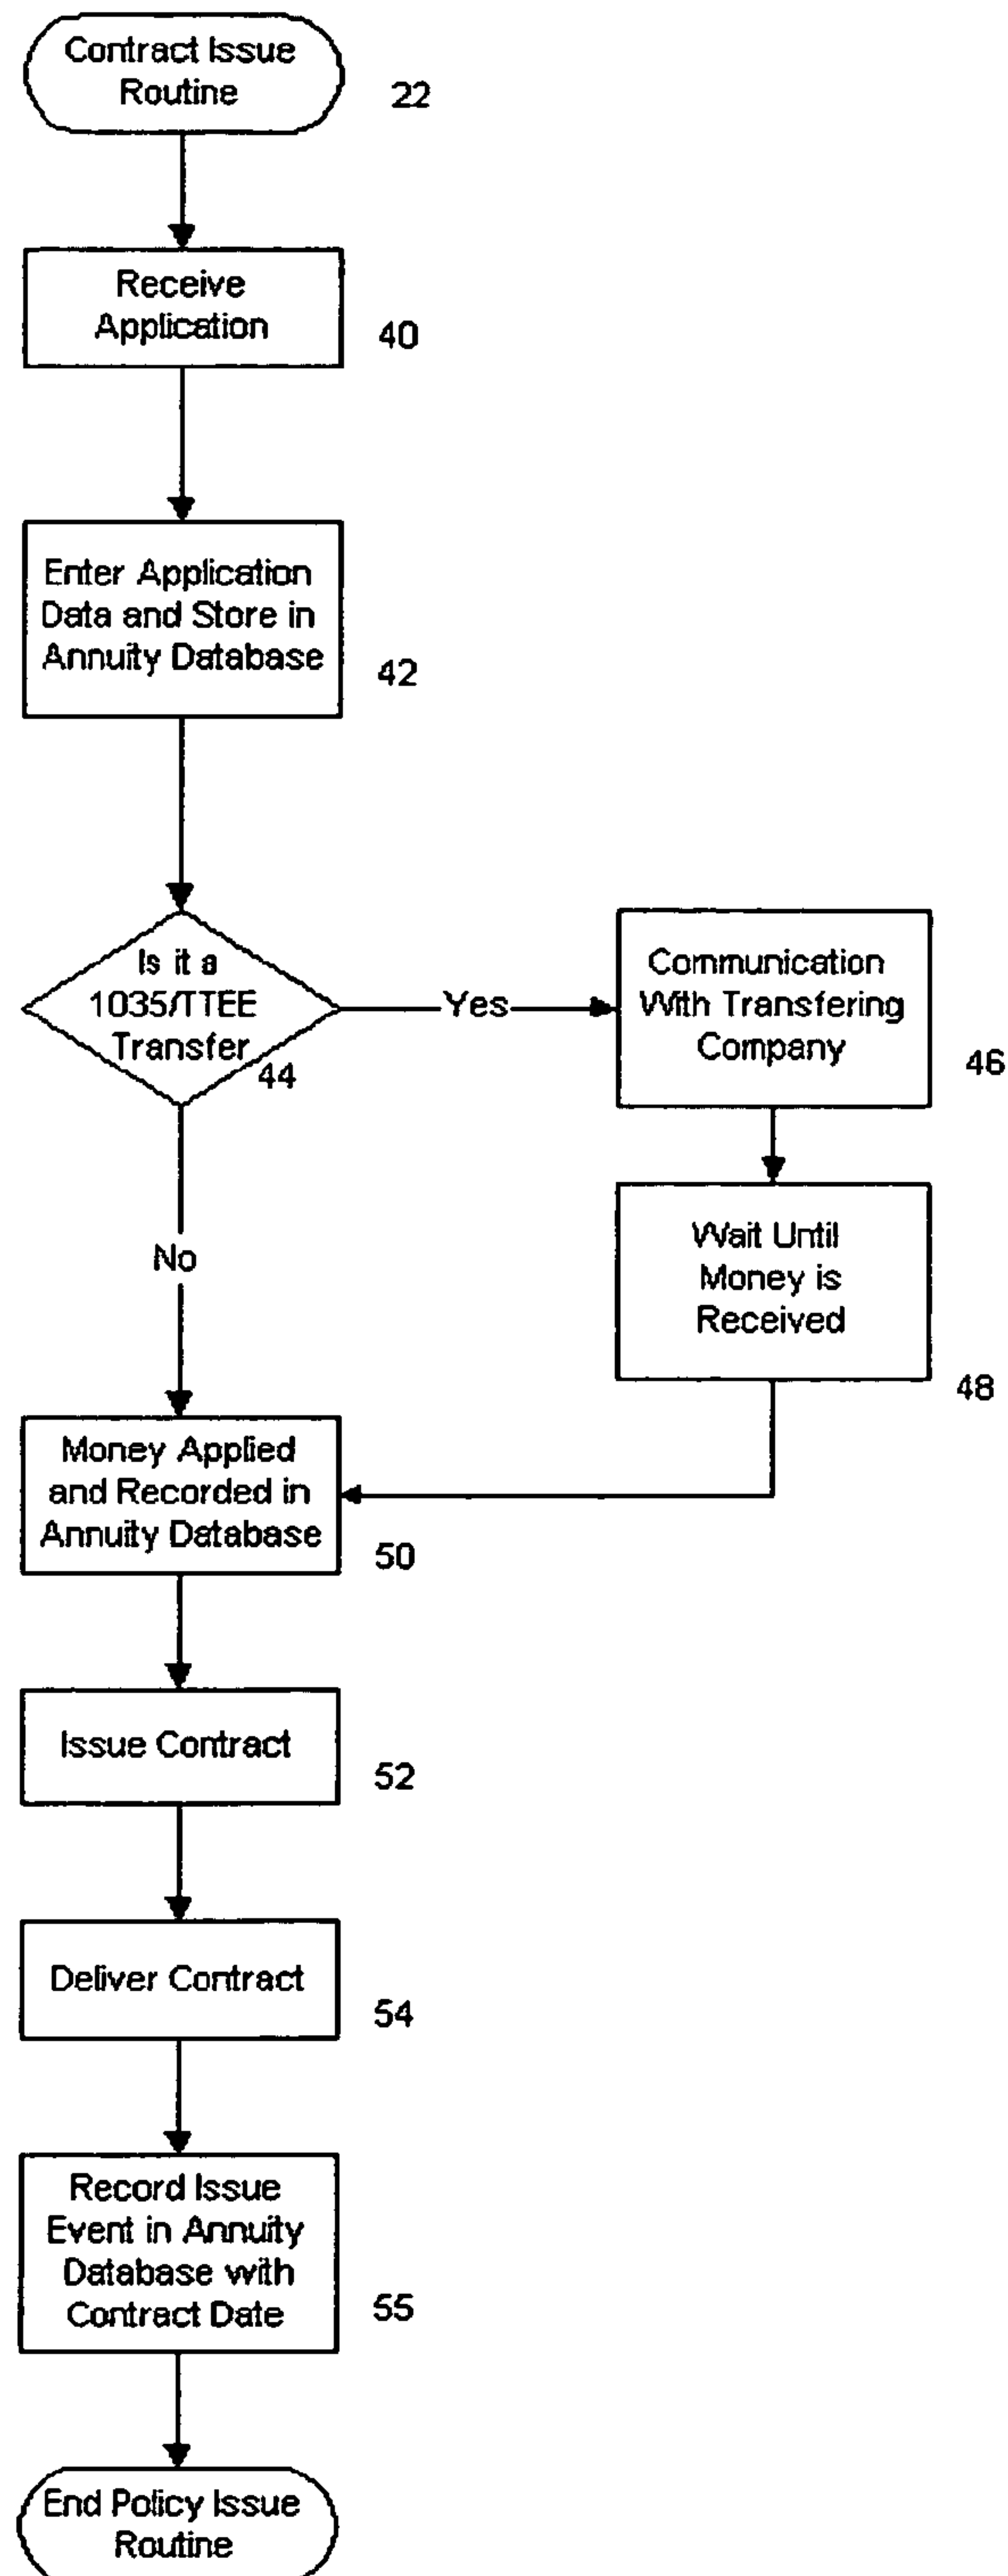 Contract Issue
Routine
22
Receive
Application
40
Enter Application
Data and Store in
Annuity Database
42
Is it a
1035/TTEE
Transfer
44
Yes
Communication
With Transfering
Company
46
Wait Until
Money is
Received
48
No
Money Applied
and Recorded in
Annuity Database
50
Issue Contract
52
Deliver Contract
54
Record Issue
Event in Annuity
Database with
Contract Date
55
End Policy Issue
Routine